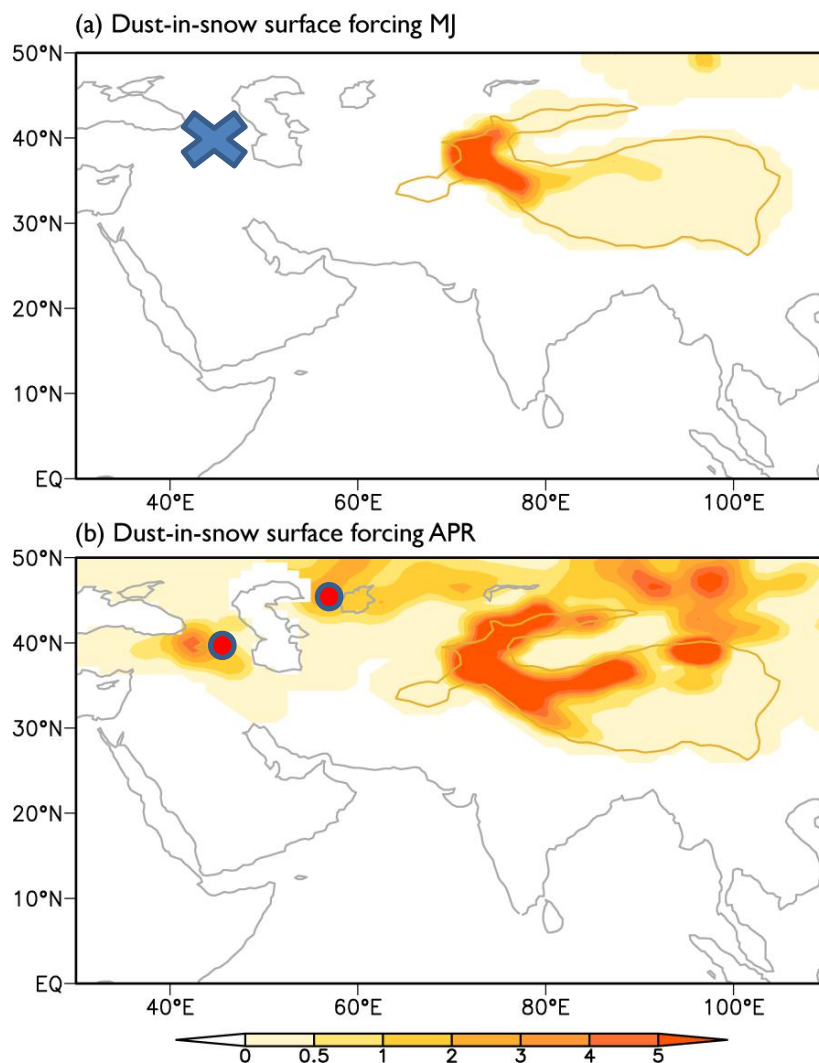 (a) Dust-in-snow surface forcing MJ
50°N
40°N
30°N
20°N
10°N
EQ
40°E 60°E 80°E 100°E
(b) Dust-in-snow surface forcing APR
50°N
40°N
30°N
20°N
10°N
EQ
40°E 60°E 80°E 100°E
0 0.5 1 2 3 4 5